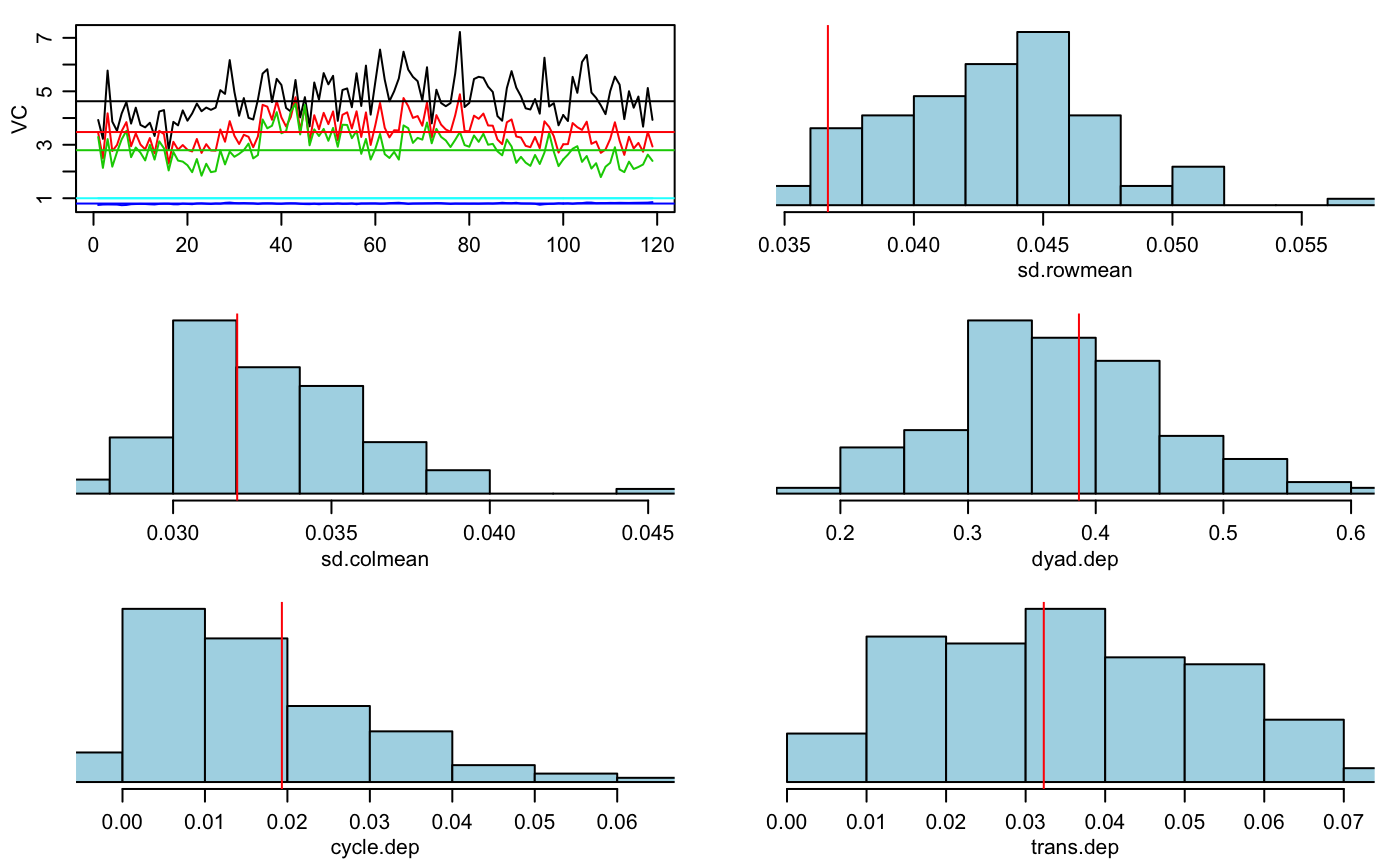 VC
7
5
3
1
0 20 40 60 80 100 120
0.035 0.040 0.045 0.050 0.055
sd.rowmean
0.030 0.035 0.040 0.045
sd.colmean
0.2 0.3 0.4 0.5 0.6
dyad.dep
0.00 0.01 0.02 0.03 0.04 0.05 0.06
cycle.dep
0.00 0.01 0.02 0.03 0.04 0.05 0.06 0.07
trans.dep